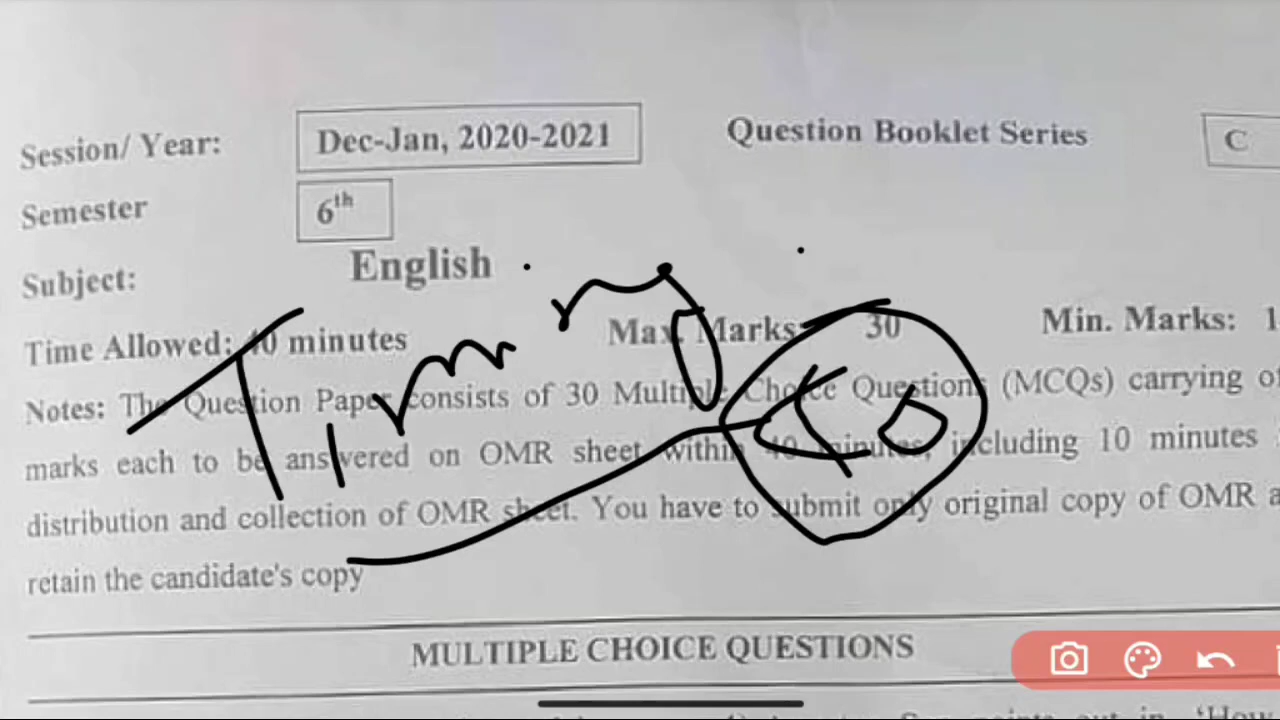 Session/ Year: Dec-Jan, 2020-2021 Question Booklet Series C
Semester 6th
Subject: English
Timing
Time Allowed: 40 minutes Max. Marks: 30 Min. Marks: 1
Notes: The Question Paper consists of 30 Multiple Choice Questions (MCQs) carrying
marks each to be answered on OMR sheet within 40 minutes, including 10 minutes
40
distribution and collection of OMR sheet. You have to submit only original copy of OMR
retain the candidate's copy
MULTIPLE CHOICE QUESTIONS